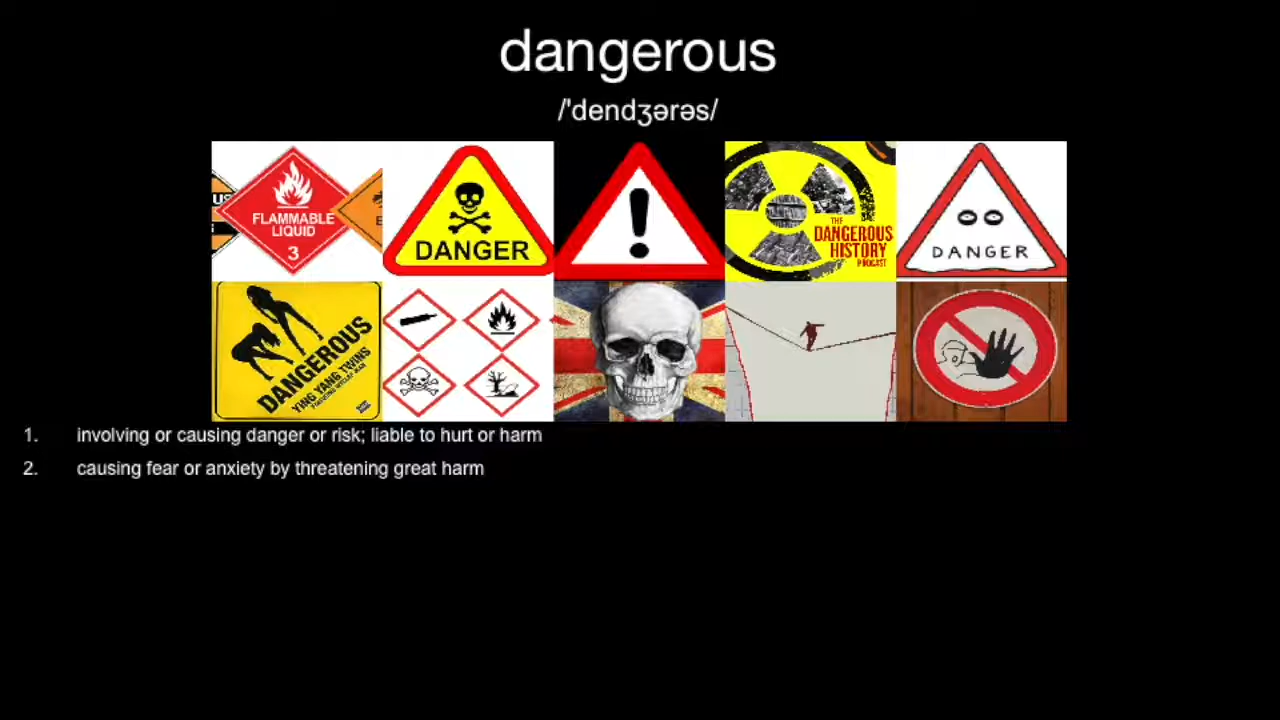 dangerous
/'dendʒərəs/
FLAMMABLE
LIQUID
3
DANGER
THE
DANGEROUS
HISTORY
PODCAST
DANGER
DANGEROUS
YING YANG TWINS
1. involving or causing danger or risk; liable to hurt or harm
2. causing fear or anxiety by threatening great harm